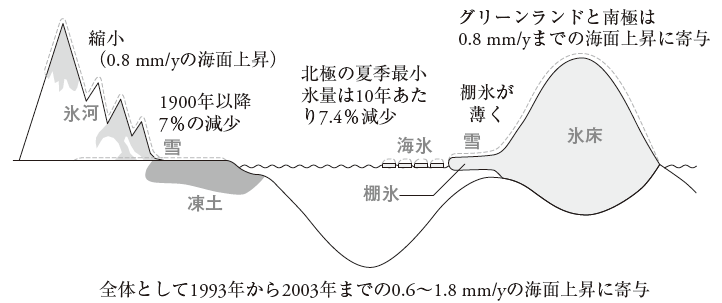 縮小
（0.8 mm/yの海面上昇）
氷河
1900年以降
7％の減少
雪
凍土
北極の夏季最小
氷量は10年あた
り7.4％減少
海氷
棚氷
棚氷が
薄く
雪
グリーンランドと南極は
0.8 mm/yまでの海面上昇に寄与
氷床
全体として1993年から2003年までの0.6〜1.8 mm/yの海面上昇に寄与